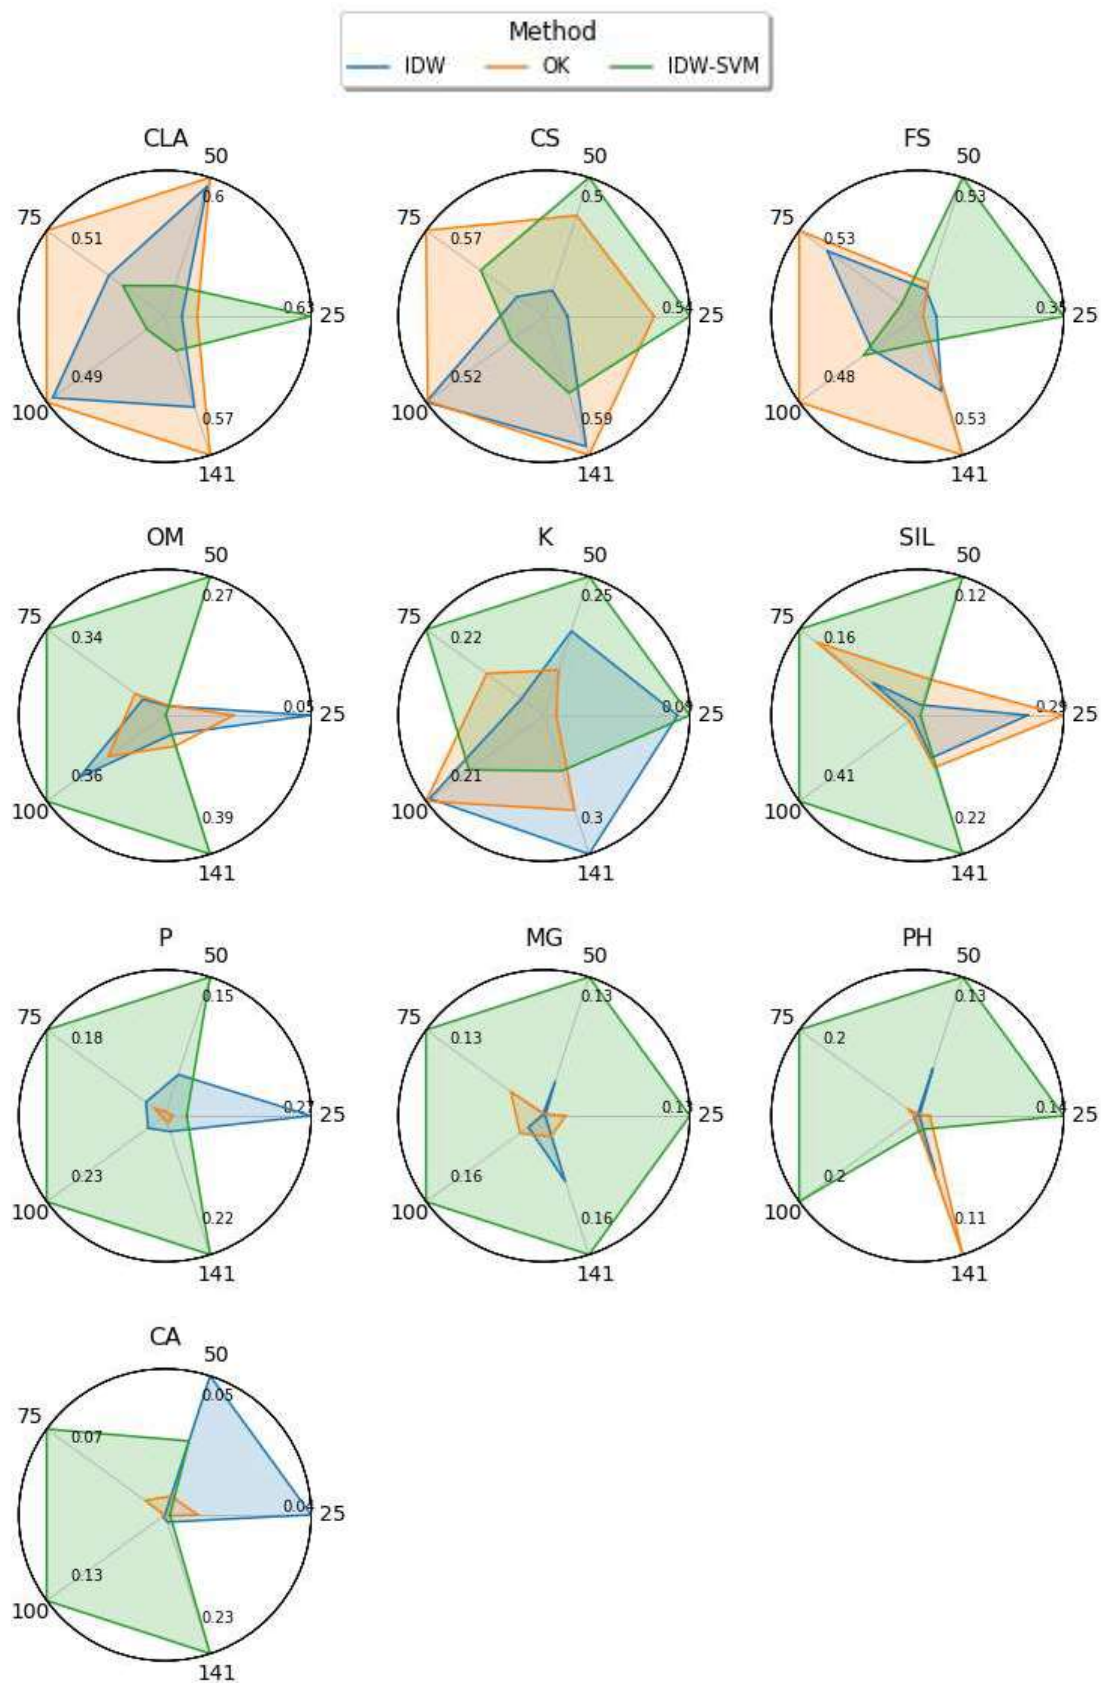 Method
IDW OK IDW-SVM
CLA CS FS
50 50 50
0.6 0.5 0.53
75 0.51 75 0.57 75 0.53
0.63 25 0.54 25 0.35 25
0.49 0.52 0.48
100 100 100
0.57 0.59 0.53
141 141 141
OM K SIL
50 50 50
0.27 0.25 0.12
75 0.34 75 0.22 75 0.16
0.05 25 0.09 25 0.29 25
0.36 0.21 0.41
100 100 100
0.39 0.3 0.22
141 141 141
P MG PH
50 50 50
0.15 0.13 0.13
75 0.18 75 0.13 75 0.2
0.27 25 0.13 25 0.14 25
0.23 0.16 0.2
100 100 100
0.22 0.16 0.11
141 141 141
CA
50
0.05
75 0.07
0.04 25
0.13
100
0.23
141